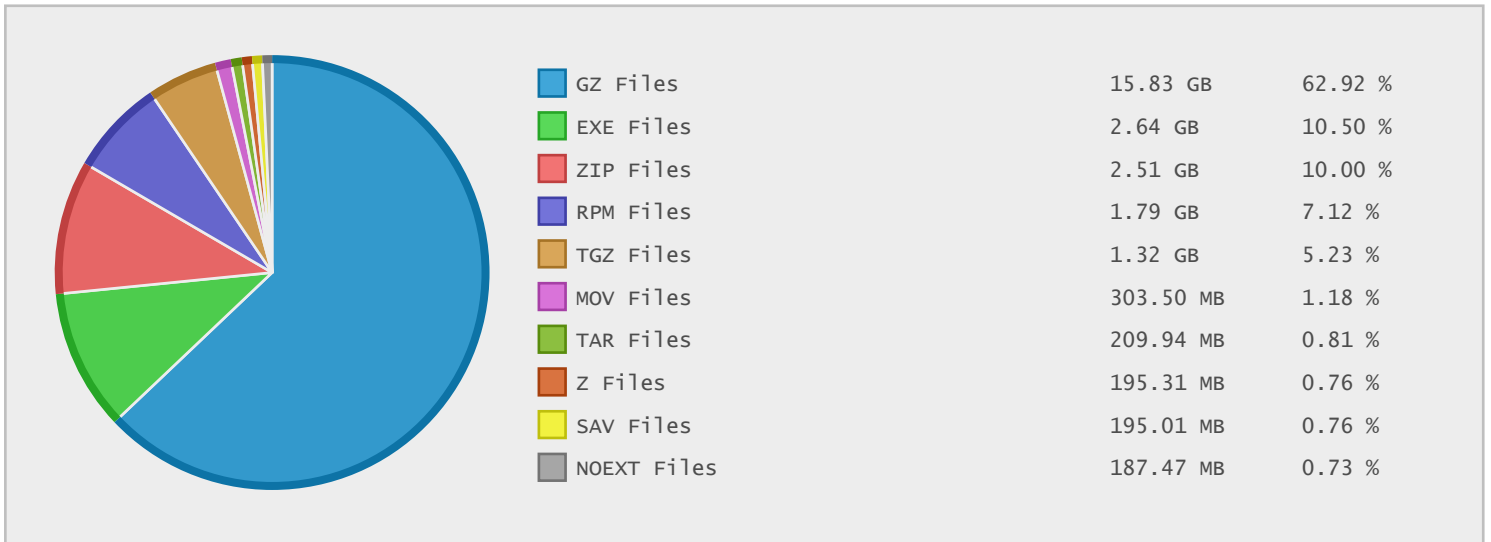 GZ Files 15.83 GB 62.92 %
EXE Files 2.64 GB 10.50 %
ZIP Files 2.51 GB 10.00 %
RPM Files 1.79 GB 7.12 %
TGZ Files 1.32 GB 5.23 %
MOV Files 303.50 MB 1.18 %
TAR Files 209.94 MB 0.81 %
Z Files 195.31 MB 0.76 %
SAV Files 195.01 MB 0.76 %
NOEXT Files 187.47 MB 0.73 %